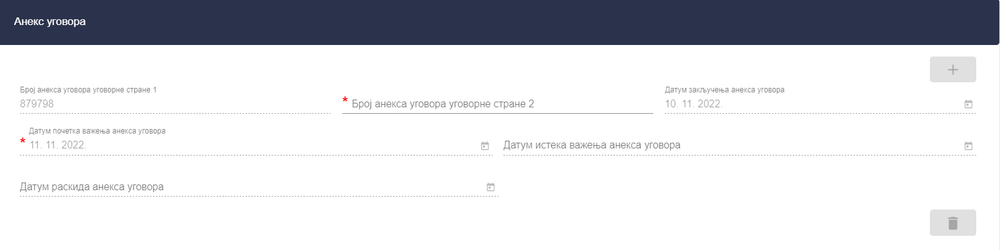 Анекс уговора
Број анекса уговора уговорне стране 1
879798
* Број анекса уговора уговорне стране 2
Датум закључења анекса уговора
10. 11. 2022.
Датум почетка важења анекса уговора
* 11. 11. 2022.
Датум истека важења анекса уговора
Датум раскида анекса уговора